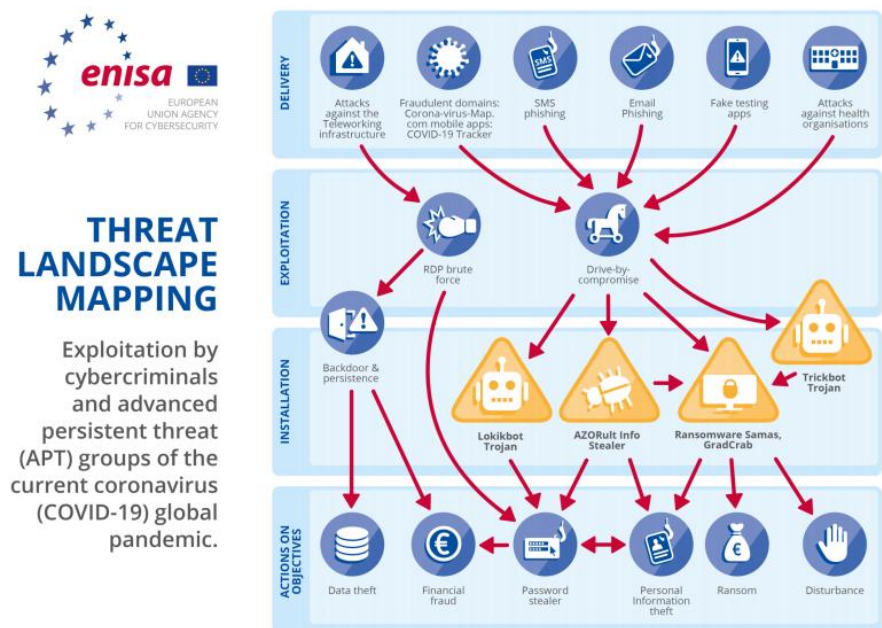 enisa
EUROPEAN
UNION AGENCY
FOR CYBERSECURITY
THREAT
LANDSCAPE
MAPPING
Exploitation by
cybercriminals
and advanced
persistent threat
(APT) groups of the
current coronavirus
(COVID-19) global
pandemic.
DELIVERY
Attacks
against the
Teleworking
infrastructure
Fraudulent domains:
Corona-virus-Map.
com mobile apps:
COVID-19 Tracker
SMS
SMS
phishing
Email
Phishing
Fake testing
apps
Attacks
against health
organisations
EXPLOITATION
RDP brute
force
Drive-by-
compromise
INSTALLATION
Backdoor &
persistence
Lokikbot
Trojan
AZORult Info
Stealer
Ransomware Samas,
GradCrab
Trickbot
Trojan
ACTIONS ON
OBJECTIVES
Data theft
€
Financial
fraud
Password
stealer
Personal
Information
theft
€
Ransom
Disturbance